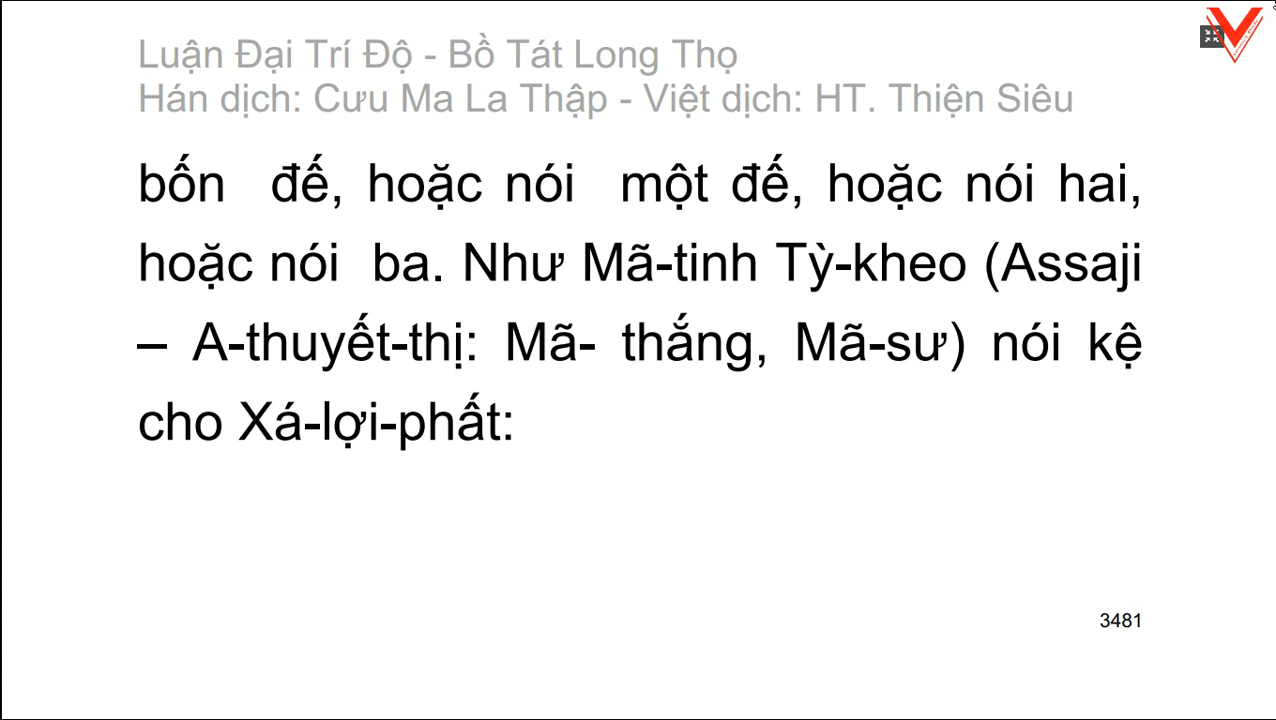 Luận Đại Trí Độ - Bồ Tát Long Thọ
Hán dịch: Cưu Ma La Thập - Việt dịch: HT. Thiện Siêu
bốn đế, hoặc nói một đế, hoặc nói hai,
hoặc nói ba. Như Mã-tinh Tỳ-kheo (Assaji
– A-thuyết-thị: Mã- thắng, Mã-sư) nói kệ
cho Xá-lợi-phất:
3481